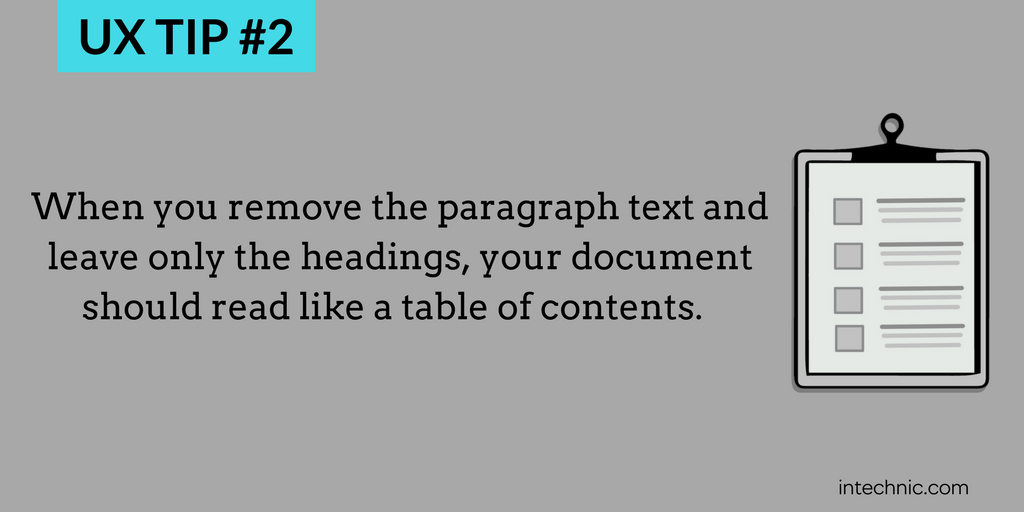 UX TIP #2
When you remove the paragraph text and
leave only the headings, your document
should read like a table of contents.
intechnic.com